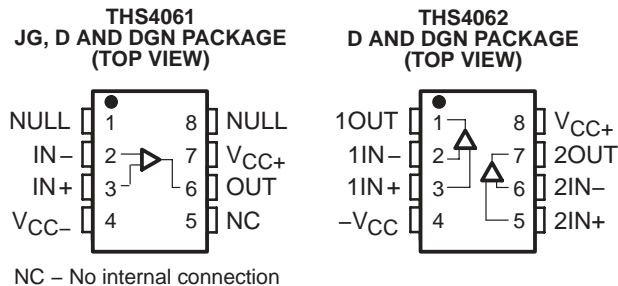 THS4061
JG, D AND DGN PACKAGE
(TOP VIEW)
NULL 1 8 NULL
IN− 2 7 VCC+
IN+ 3 6 OUT
VCC− 4 5 NC
NC − No internal connection
THS4062
D AND DGN PACKAGE
(TOP VIEW)
1OUT 1 8 VCC+
1IN− 2 7 2OUT
1IN+ 3 6 2IN−
−VCC 4 5 2IN+